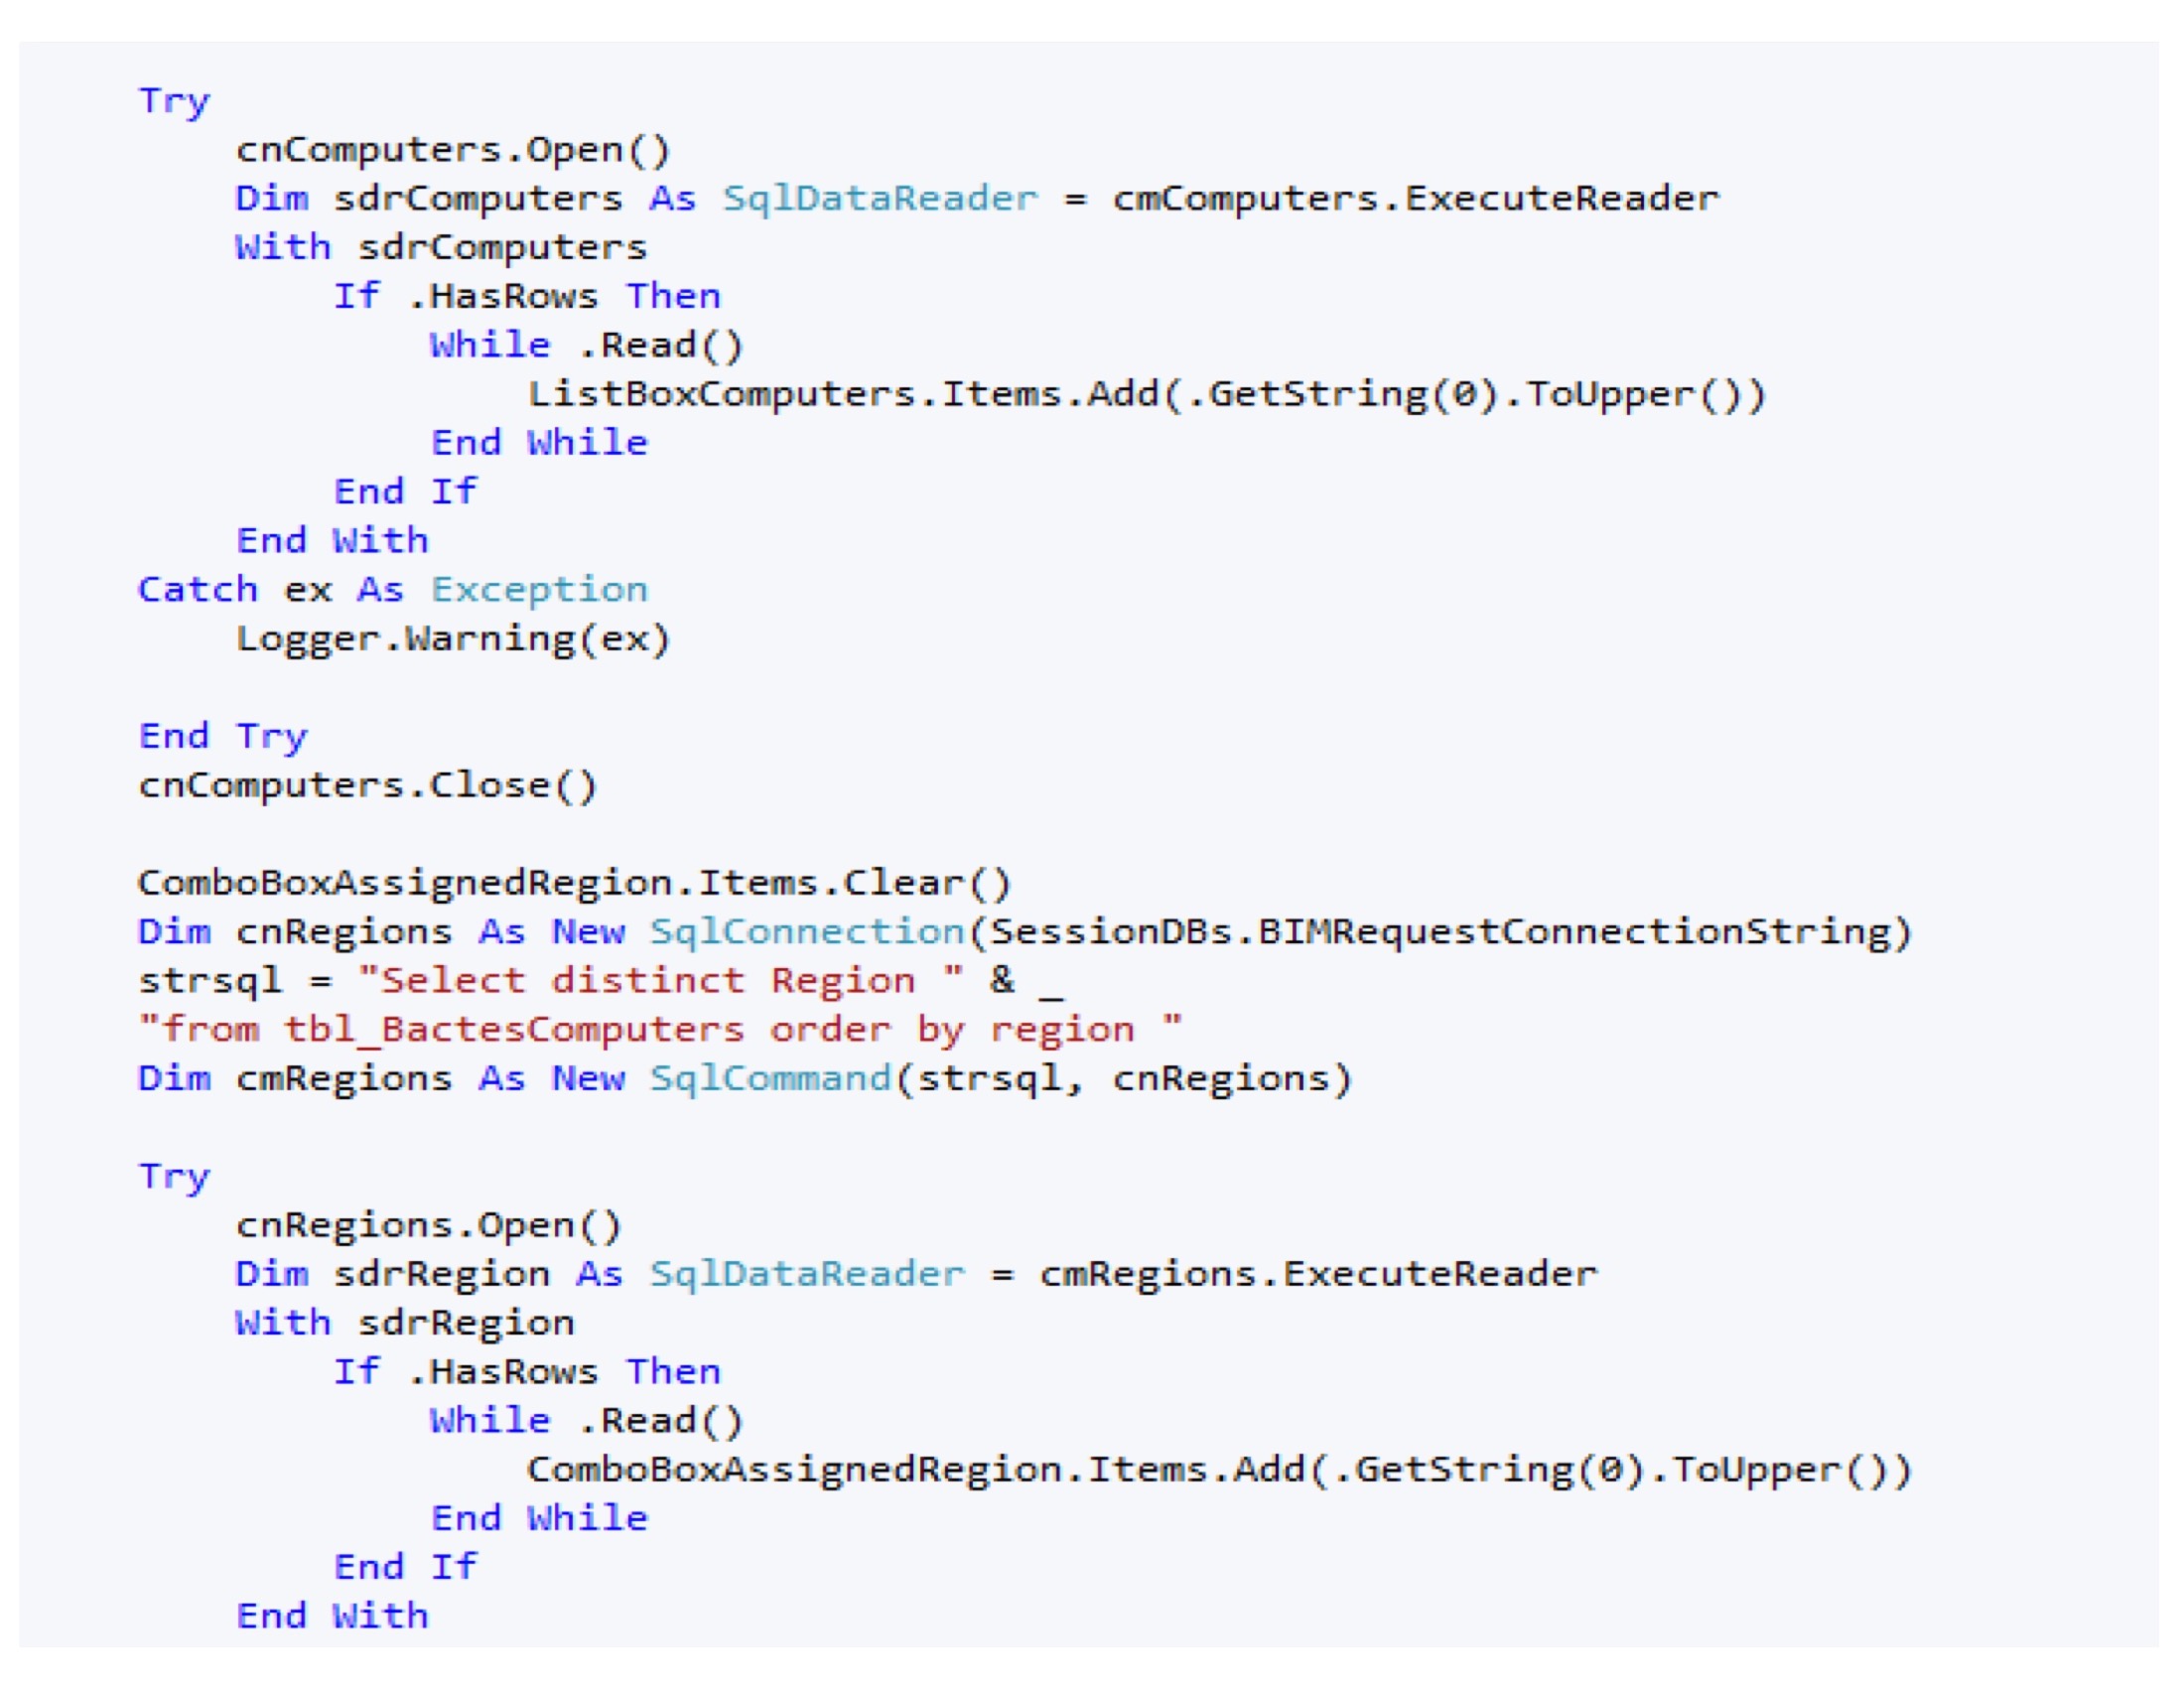 Try
cnComputers.Open()
Dim sdrComputers As SqlDataReader = cmComputers.ExecuteReader
With sdrComputers
If .HasRows Then
While .Read()
ListBoxComputers.Items.Add(.GetString(0).ToUpper())
End While
End If
End With
Catch ex As Exception
Logger.Warning(ex)
End Try
cnComputers.Close()
ComboBoxAssignedRegion.Items.Clear()
Dim cnRegions As New SqlConnection(SessionDBs.BIMRequestConnectionString)
strsql = "Select distinct Region " & _
"from tbl_BactesComputers order by region "
Dim cmRegions As New SqlCommand(strsql, cnRegions)
Try
cnRegions.Open()
Dim sdrRegion As SqlDataReader = cmRegions.ExecuteReader
With sdrRegion
If .HasRows Then
While .Read()
ComboBoxAssignedRegion.Items.Add(.GetString(0).ToUpper())
End While
End If
End With